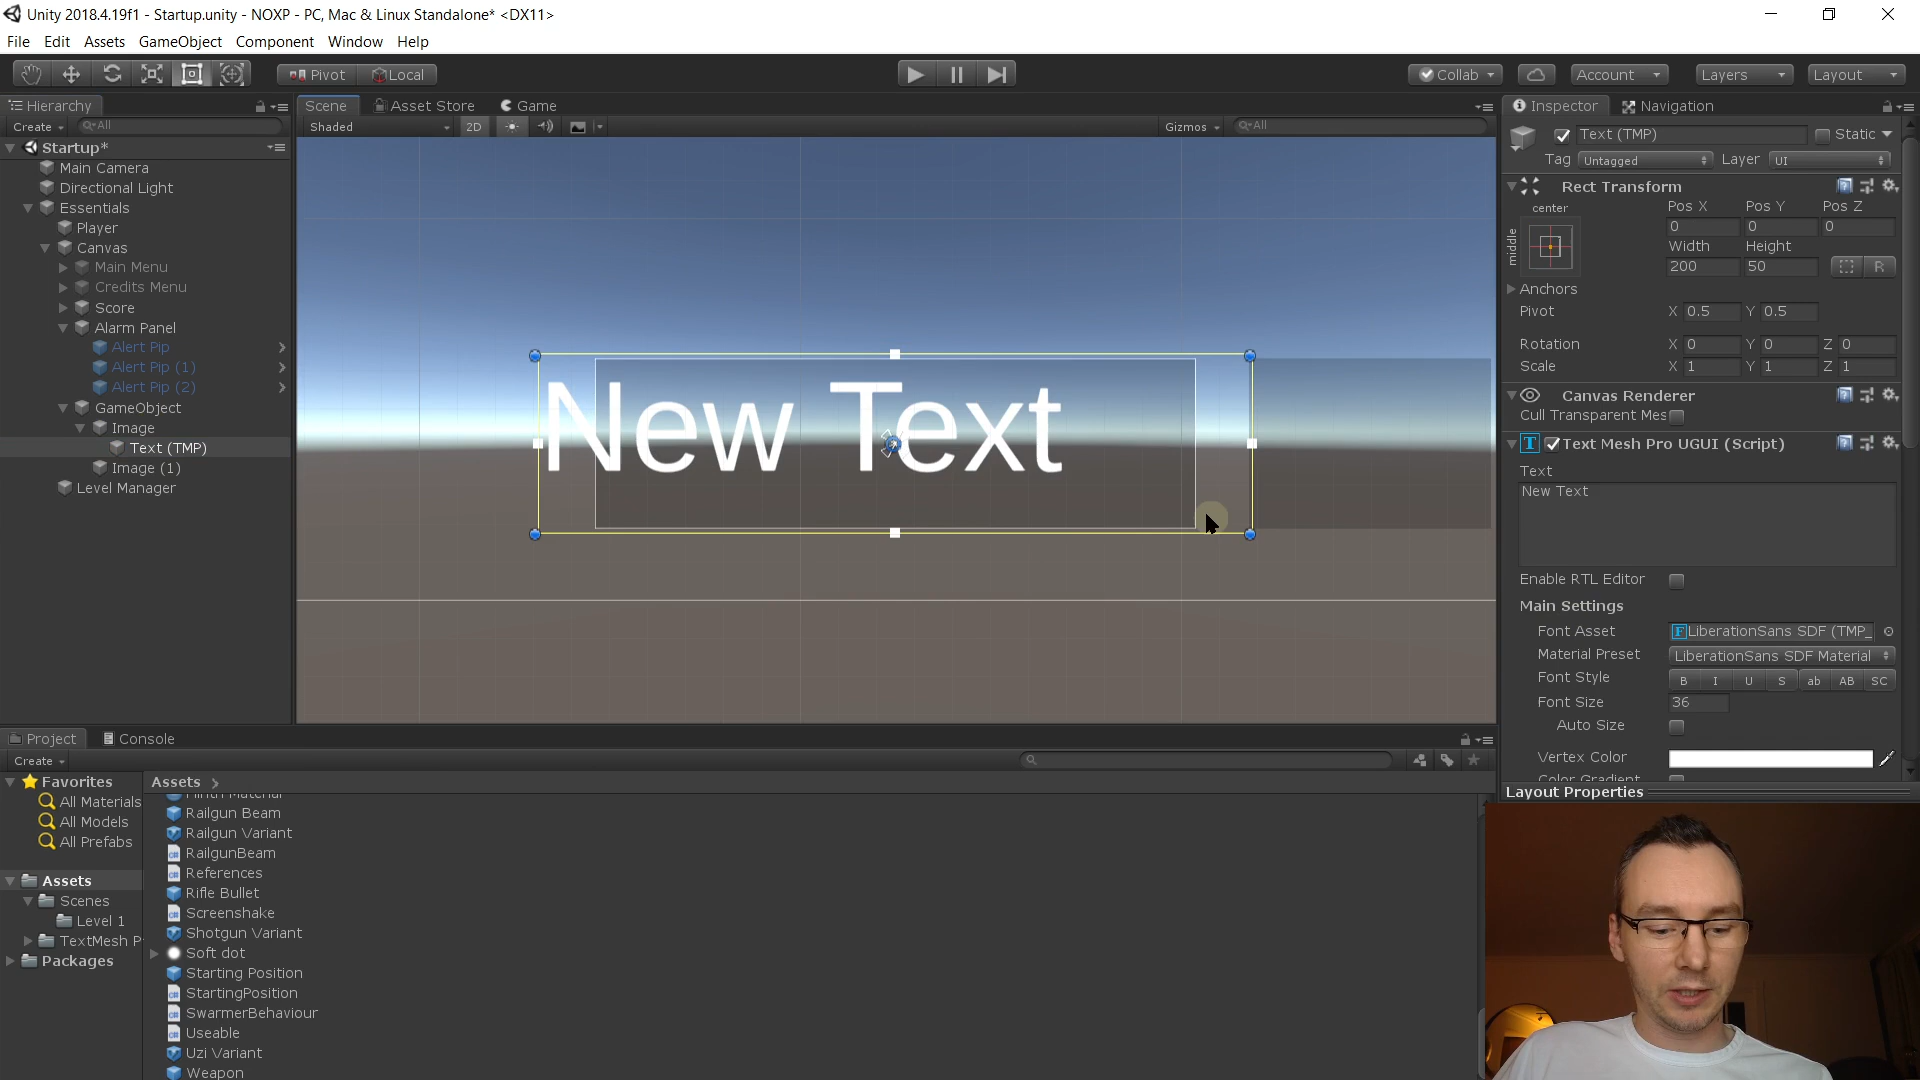 Unity 2018.4.19f1 - Startup.unity - NOXP - PC, Mac & Linux Standalone* <DX11>
File Edit Assets GameObject Component Window Help
Pivot Local Collab Account Layers Layout
Hierarchy Scene Asset Store Game Inspector Navigation
Create All Shaded 2D Gizmos All
Startup*
Main Camera
Directional Light
Essentials
Player
Canvas
Main Menu
Credits Menu
Score
Alarm Panel
Alert Pip
Alert Pip (1)
Alert Pip (2)
GameObject
Image
Text (TMP)
Image (1)
Level Manager
New Text
Text (TMP) Static
Tag Untagged Layer UI
Rect Transform
center Pos X Pos Y Pos Z
middle 0 0 0
Width Height
200 50 R
Anchors
Pivot X 0.5 Y 0.5
Rotation X 0 Y 0 Z 0
Scale X 1 Y 1 Z 1
Canvas Renderer
Cull Transparent Mes
Text Mesh Pro UGUI (Script)
Text
New Text
Enable RTL Editor
Main Settings
Font Asset LiberationSans SDF (TMP_
Material Preset LiberationSans SDF Material
Font Style B I U S ab AB SC
Font Size 36
Auto Size
Vertex Color
Color Gradient
Layout Properties
Project Console
Create
Favorites
All Materials
All Models
All Prefabs
Assets
Scenes
Level 1
TextMesh P
Packages
Assets
Railgun Beam
Railgun Variant
RailgunBeam
References
Rifle Bullet
Screenshake
Shotgun Variant
Soft dot
Starting Position
StartingPosition
SwarmerBehaviour
Useable
Uzi Variant
Weapon